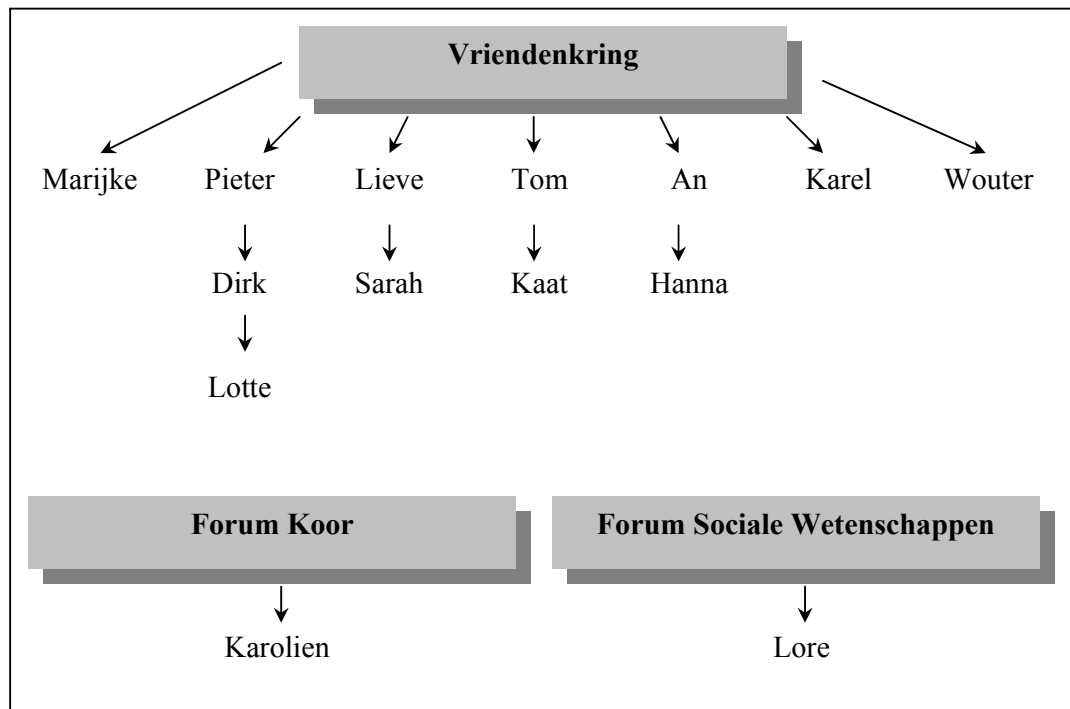 Vriendenkring
Marijke Pieter Lieve Tom An Karel Wouter
Dirk Sarah Kaat Hanna
Lotte
Forum Koor Forum Sociale Wetenschappen
Karolien Lore